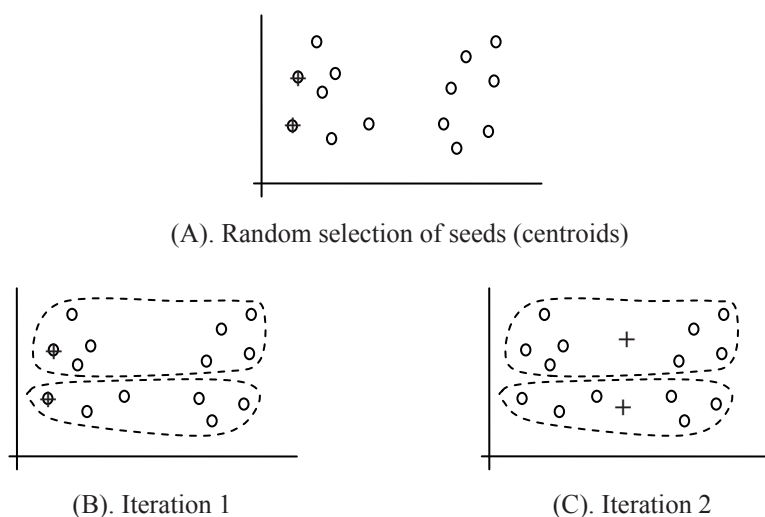 (A). Random selection of seeds (centroids)
(B). Iteration 1
(C). Iteration 2